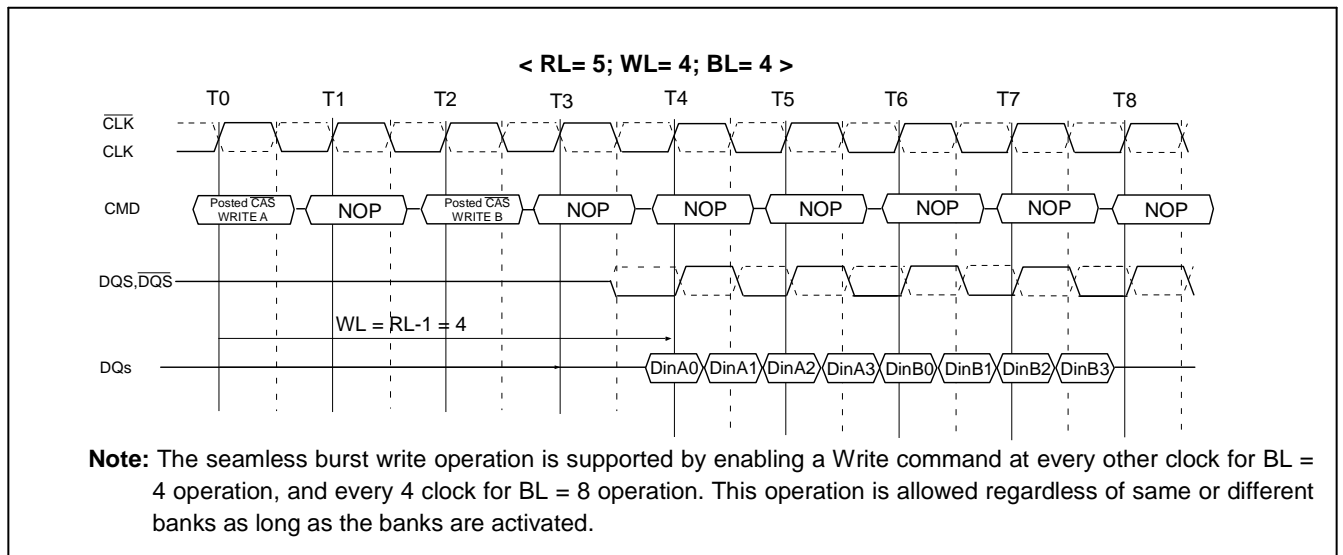 < RL= 5; WL= 4; BL= 4 >
T0 T1 T2 T3 T4 T5 T6 T7 T8
CLK
CLK
CMD
Posted CAS
WRITE A
NOP
Posted CAS
WRITE B
NOP
NOP
NOP
NOP
NOP
NOP
DQS,DQS
WL = RL-1 = 4
DQs
DinA0 DinA1 DinA2 DinA3 DinB0 DinB1 DinB2 DinB3
Note: The seamless burst write operation is supported by enabling a Write command at every other clock for BL =
4 operation, and every 4 clock for BL = 8 operation. This operation is allowed regardless of same or different
banks as long as the banks are activated.